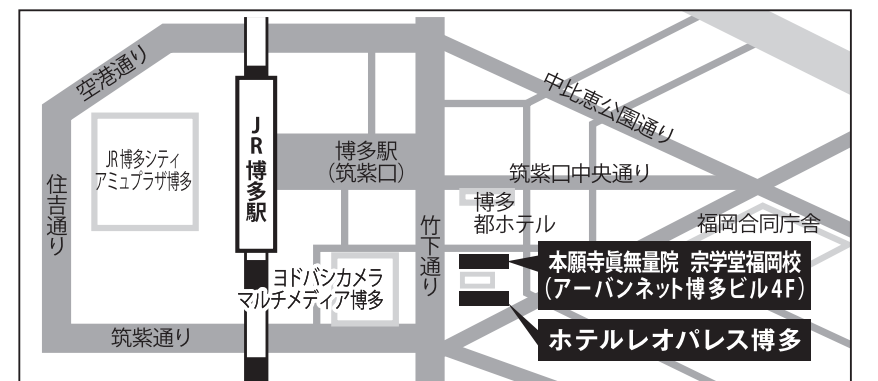 空港通り
中比恵公園通り
JR博多シティ
アミュプラザ博多
JR博多駅
博多駅
(筑紫口)
筑紫口中央通り
住吉通り
博多
都ホテル
竹下通り
福岡合同庁舎
本願寺眞無量院 宗学堂福岡校
(アーバンネット博多ビル4F)
ヨドバシカメラ
マルチメディア博多
筑紫通り
ホテルレオパレス博多